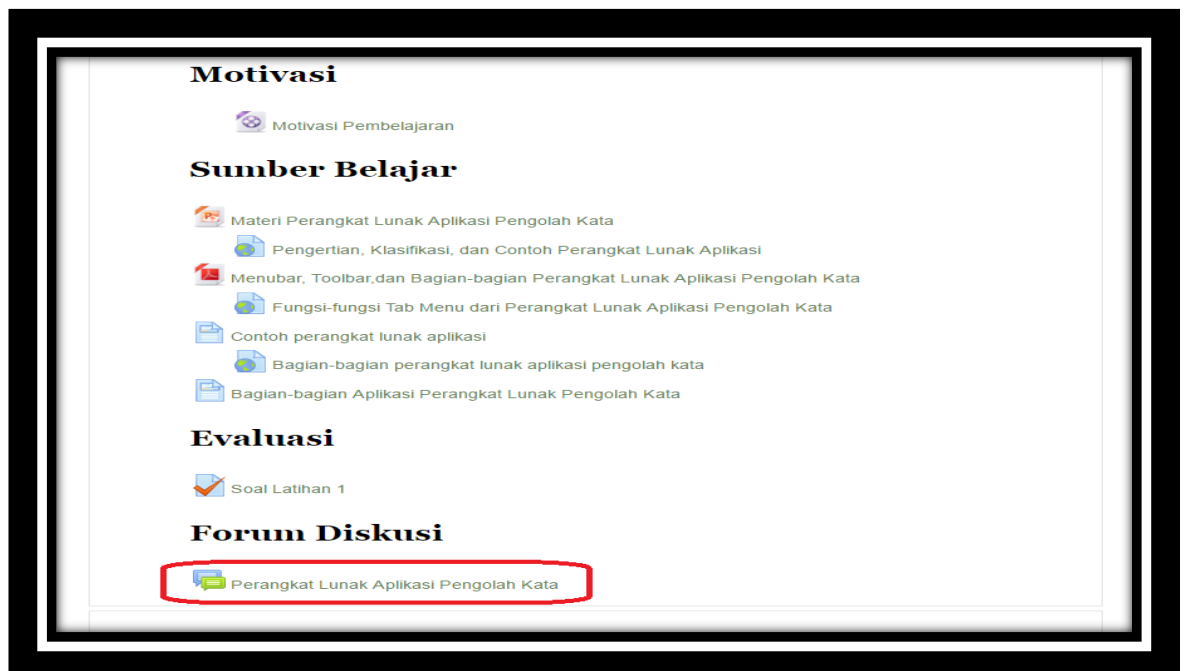 Motivasi
Motivasi Pembelajaran
Sumber Belajar
Materi Perangkat Lunak Aplikasi Pengolah Kata
Pengertian, Klasifikasi, dan Contoh Perangkat Lunak Aplikasi
Menubar, Toolbar,dan Bagian-bagian Perangkat Lunak Aplikasi Pengolah Kata
Fungsi-fungsi Tab Menu dari Perangkat Lunak Aplikasi Pengolah Kata
Contoh perangkat lunak aplikasi
Bagian-bagian perangkat lunak aplikasi pengolah kata
Bagian-bagian Aplikasi Perangkat Lunak Pengolah Kata
Evaluasi
Soal Latihan 1
Forum Diskusi
Perangkat Lunak Aplikasi Pengolah Kata